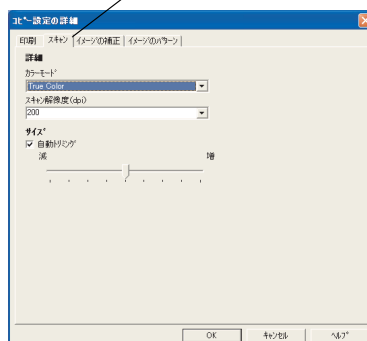 ｺﾋﾟｰ設定の詳細
印刷 スキャン イメージの補正 イメージのパターン
詳細
ｶﾗｰﾓｰﾄﾞ
True Color
スキャン解像度(dpi)
200
サイズ
自動トリミング
減 増
OK キャンセル ヘルプ